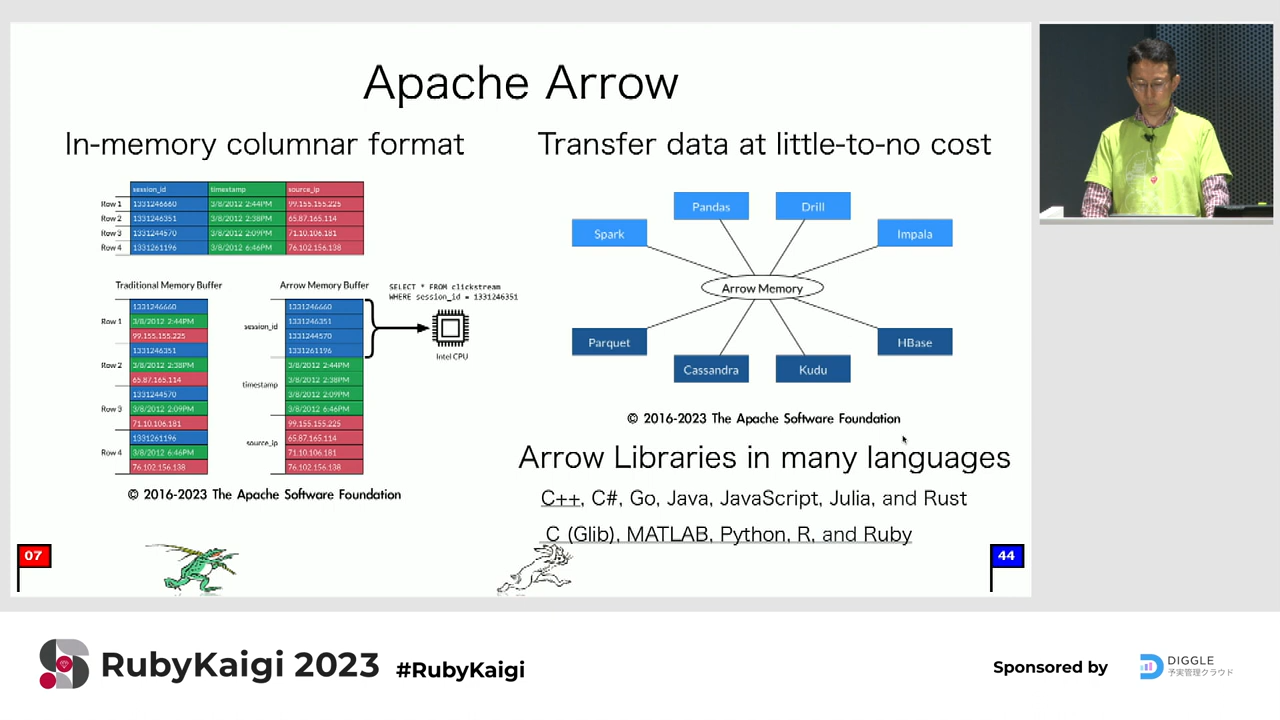 Apache Arrow
In-memory columnar format
session_id timestamp source_ip
Row 1 1331246660 3/8/2012 2:44PM 99.155.155.225
Row 2 1331246351 3/8/2012 2:38PM 65.87.165.114
Row 3 1331244570 3/8/2012 2:09PM 71.10.106.181
Row 4 1331261196 3/8/2012 6:46PM 76.102.156.138
Traditional Memory Buffer
Row 1
1331246660
3/8/2012 2:44PM
99.155.155.225
Row 2
1331246351
3/8/2012 2:38PM
65.87.165.114
Row 3
1331244570
3/8/2012 2:09PM
71.10.106.181
Row 4
1331261196
3/8/2012 6:46PM
76.102.156.138
Arrow Memory Buffer
session_id
1331246660
1331246351
1331244570
1331261196
timestamp
3/8/2012 2:44PM
3/8/2012 2:38PM
3/8/2012 2:09PM
3/8/2012 6:46PM
source_ip
99.155.155.225
65.87.165.114
71.10.106.181
76.102.156.138
SELECT * FROM clickstream
WHERE session_id = 1331246351
Intel CPU
© 2016-2023 The Apache Software Foundation
Transfer data at little-to-no cost
Pandas Drill
Spark Impala
Arrow Memory
Parquet HBase
Cassandra Kudu
© 2016-2023 The Apache Software Foundation
Arrow Libraries in many languages
C++, C#, Go, Java, JavaScript, Julia, and Rust
C (Glib), MATLAB, Python, R, and Ruby
07
44
RubyKaigi 2023 #RubyKaigi
Sponsored by
DIGGLE
予実管理クラウド